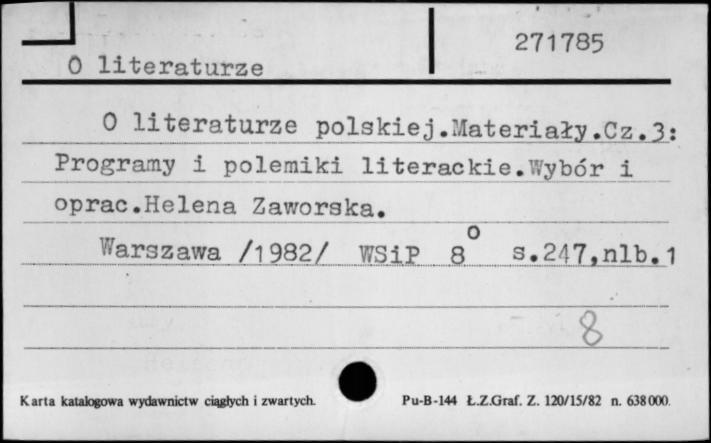 271785
O literaturze
O literaturze polskiej.Materiały.Cz.3:
Programy i polemiki literackie.Wybór i
oprac.Helena Zaworska.
Warszawa /1982/ WSiP 8° s.247,nlb.1
8
Karta katalogowa wydawnictw ciągłych i zwartych. Pu-B-144 Ł.Z.Graf. Z. 120/15/82 n. 638000.